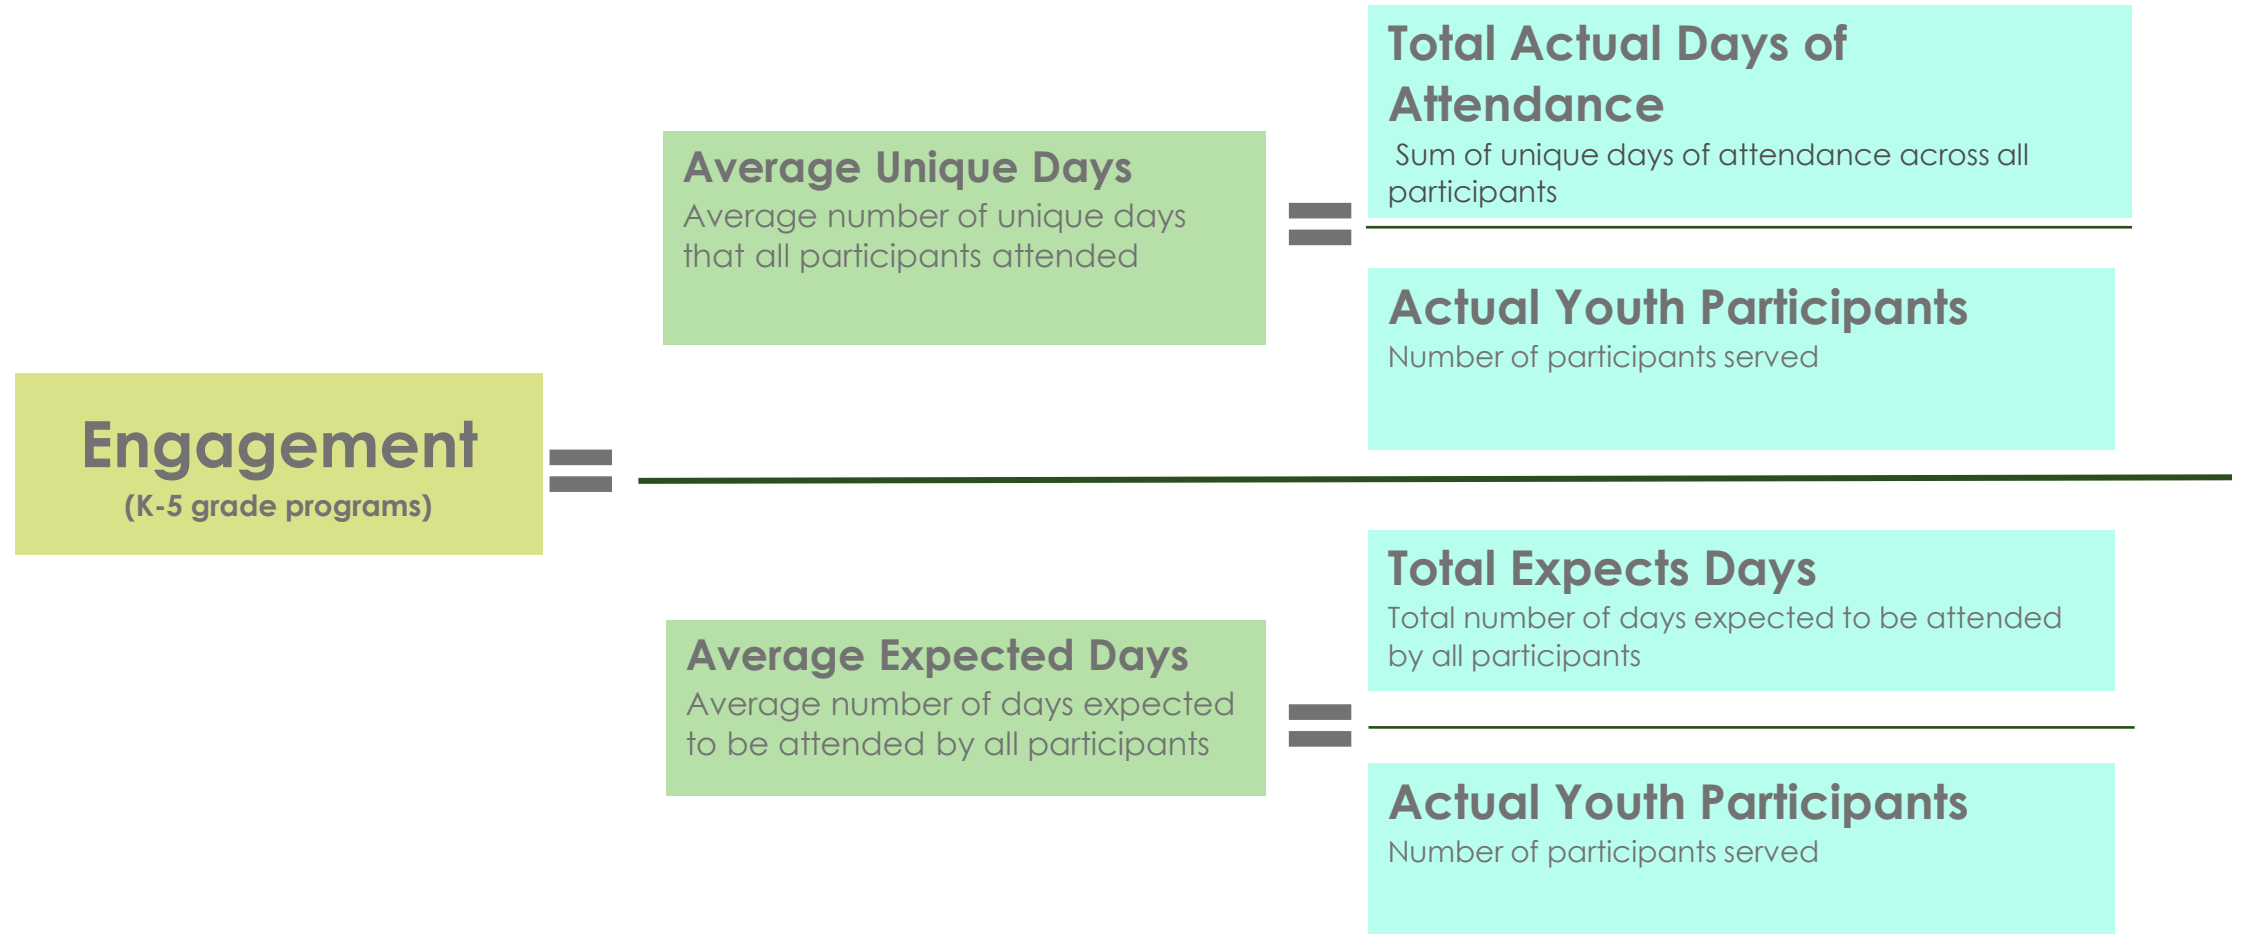 Engagement
(K-5 grade programs)
Average Unique Days
Average number of unique days
that all participants attended
Total Actual Days of
Attendance
Sum of unique days of attendance across all
participants
Actual Youth Participants
Number of participants served
Average Expected Days
Average number of days expected
to be attended by all participants
Total Expects Days
Total number of days expected to be attended
by all participants
Actual Youth Participants
Number of participants served